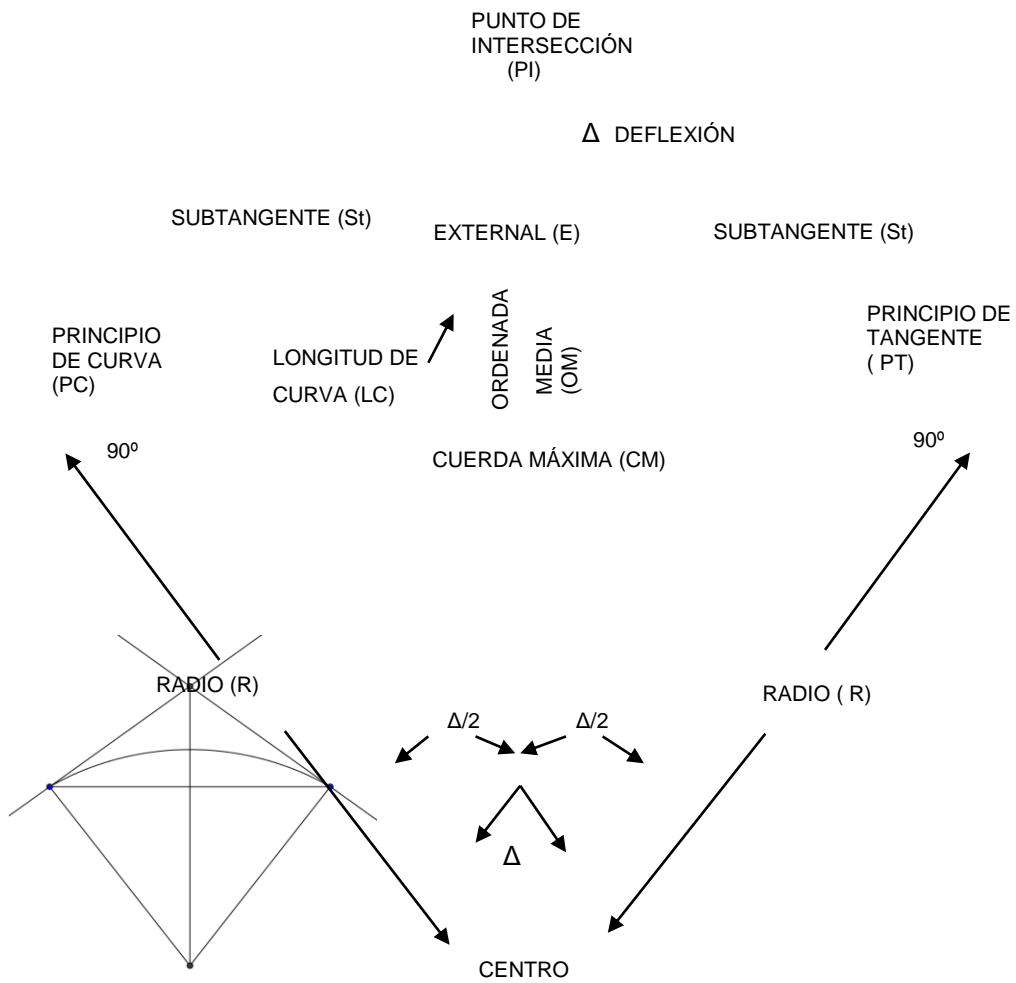 PUNTO DE
INTERSECCIÓN
(PI)
Δ DEFLEXIÓN
SUBTANGENTE (St)
EXTERNAL (E)
SUBTANGENTE (St)
PRINCIPIO
DE CURVA
(PC)
LONGITUD DE
CURVA (LC)
ORDENADA
MEDIA
(OM)
PRINCIPIO DE
TANGENTE
( PT)
90º
CUERDA MÁXIMA (CM)
90º
RADIO (R)
RADIO ( R)
Δ/2
Δ/2
Δ
CENTRO